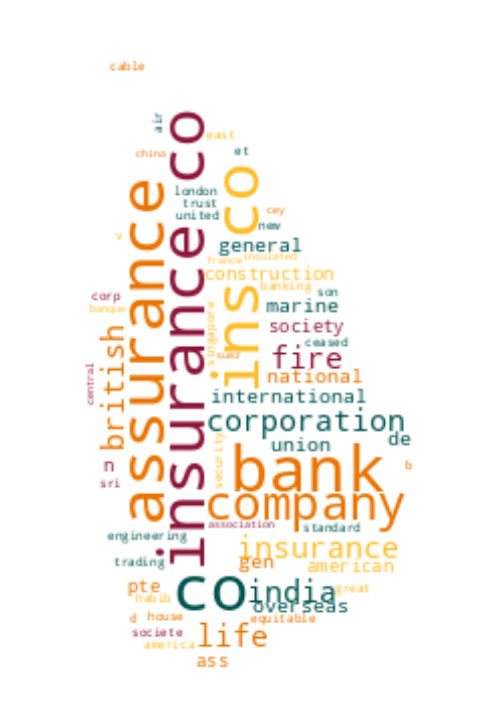 cable
air
insurance co
east
china
et
assurance
ins co
london
trust
united
cey
new
v
general
france
insulated
construction
banking
son
corp
banque
singapore
marine
society
ceased
british
suez
fire
national
central
international
corporation
de
union
security
bank
n
b
sri
company
association
standard
engineering
insurance
trading
gen
american
pte
habib
co
india
great
overseas
d
house
equitable
societe
life
america
ass